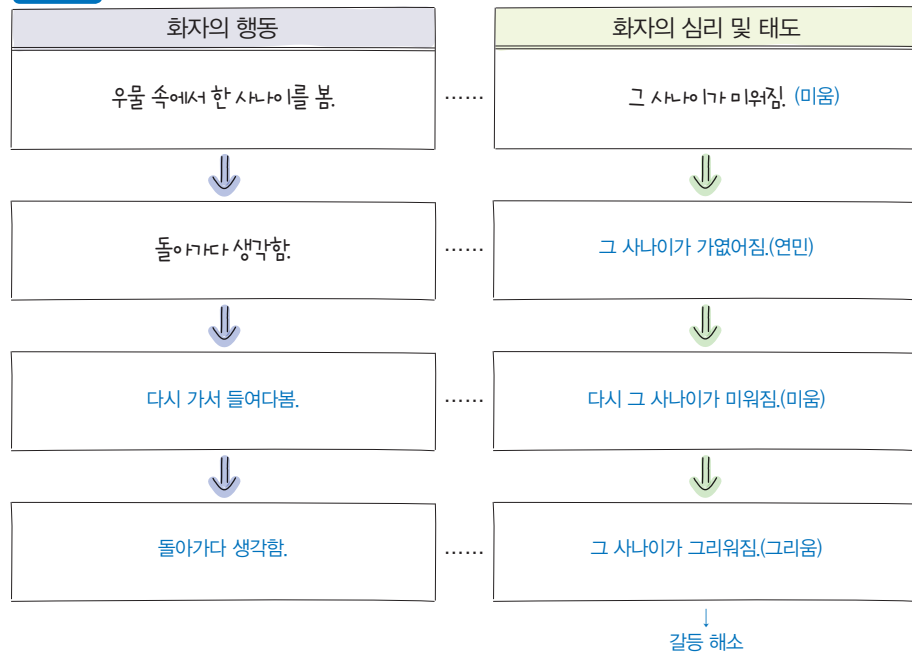 화자의 행동
화자의 심리 및 태도
우물 속에서 한 사나이를 봄.
……
그 사나이가 미워짐. (미움)
돌아가다 생각함.
……
그 사나이가 가엾어짐.(연민)
다시 가서 들여다봄.
……
다시 그 사나이가 미워짐.(미움)
돌아가다 생각함.
……
그 사나이가 그리워짐.(그리움)
↓
갈등 해소